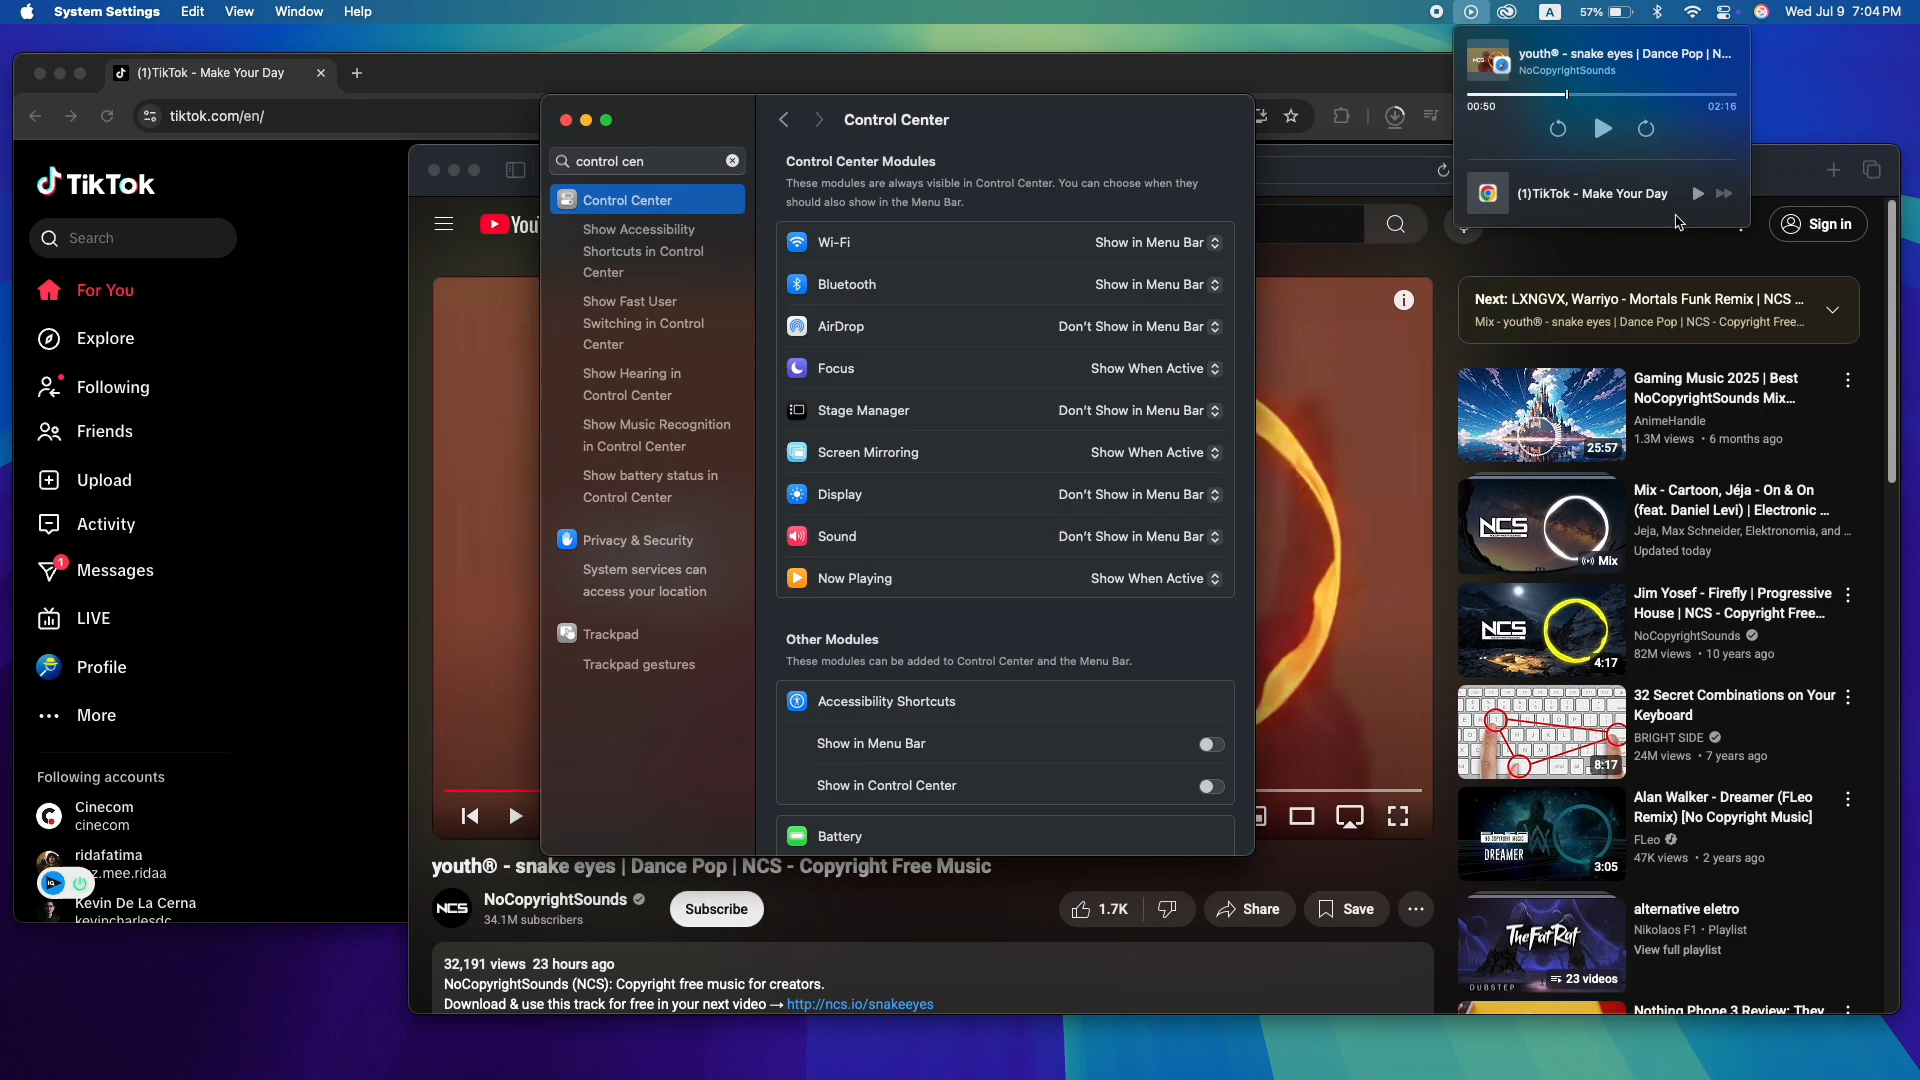 System Settings Edit View Window Help
A 57% Wed Jul 9 7:04 PM
(1)TikTok - Make Your Day
tiktok.com/en/
TikTok
Search
For You
Explore
Following
Friends
Upload
Activity
1
Messages
LIVE
Profile
More
Following accounts
Cinecom
cinecom
ridafatima
z.mee.ridaa
Kevin De La Cerna
kevincharlesdc
control cen
Control Center
Show Accessibility
Shortcuts in Control
Center
Show Fast User
Switching in Control
Center
Show Hearing in
Control Center
Show Music Recognition
in Control Center
Show battery status in
Control Center
Privacy & Security
System services can
access your location
Trackpad
Trackpad gestures
Control Center
Control Center Modules
These modules are always visible in Control Center. You can choose when they
should also show in the Menu Bar.
Wi-Fi Show in Menu Bar
Bluetooth Show in Menu Bar
AirDrop Don't Show in Menu Bar
Focus Show When Active
Stage Manager Don't Show in Menu Bar
Screen Mirroring Show When Active
Display Don't Show in Menu Bar
Sound Don't Show in Menu Bar
Now Playing Show When Active
Other Modules
These modules can be added to Control Center and the Menu Bar.
Accessibility Shortcuts
Show in Menu Bar
Show in Control Center
Battery
youth® - snake eyes | Dance Pop | N...
NoCopyrightSounds
00:50 02:16
(1)TikTok - Make Your Day
Sign in
Next: LXNGVX, Warriyo - Mortals Funk Remix | NCS ...
Mix - youth® - snake eyes | Dance Pop | NCS - Copyright Free...
Gaming Music 2025 | Best
NoCopyrightSounds Mix...
AnimeHandle
1.3M views • 6 months ago
25:57
Mix - Cartoon, Jéja - On & On
(feat. Daniel Levi) | Electronic ...
Jeja, Max Schneider, Elektronomia, and ...
Updated today
NCS
Mix
Jim Yosef - Firefly | Progressive
House | NCS - Copyright Free...
NoCopyrightSounds
82M views • 10 years ago
NCS
4:17
32 Secret Combinations on Your
Keyboard
BRIGHT SIDE
24M views • 7 years ago
8:17
Alan Walker - Dreamer (FLeo
Remix) [No Copyright Music]
FLeo
47K views • 2 years ago
NO COPYRIGHT MUSIC
DREAMER
3:05
alternative eletro
Nikolaos F1 • Playlist
View full playlist
TheFatRat
DUBSTEP
23 videos
Nothing Phone 3 Review: They
youth® - snake eyes | Dance Pop | NCS - Copyright Free Music
NCS
NoCopyrightSounds
34.1M subscribers
Subscribe
1.7K
Share
Save
32,191 views 23 hours ago
NoCopyrightSounds (NCS): Copyright free music for creators.
Download & use this track for free in your next video → http://ncs.io/snakeeyes